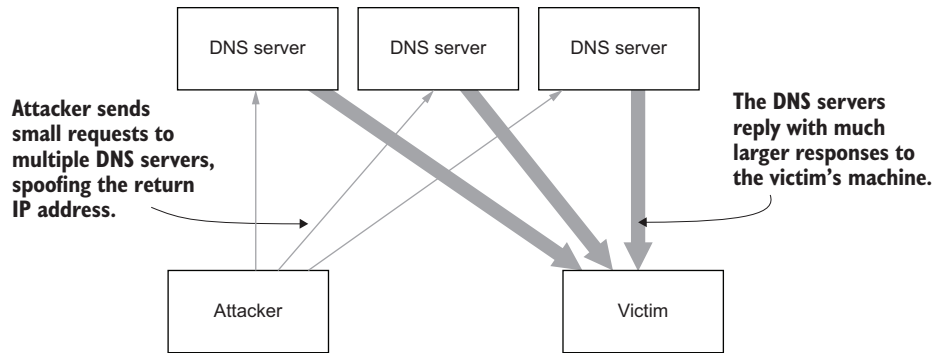 DNS server
DNS server
DNS server
Attacker sends
small requests to
multiple DNS servers,
spoofing the return
IP address.
The DNS servers
reply with much
larger responses to
the victim's machine.
Attacker
Victim